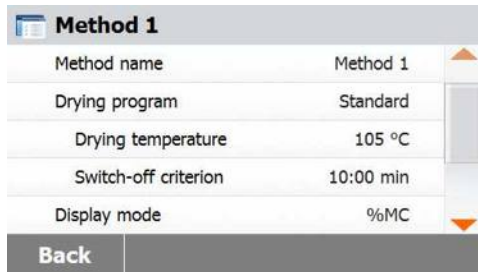 Method 1
Method name Method 1
Drying program Standard
Drying temperature 105 °C
Switch-off criterion 10:00 min
Display mode %MC
Back